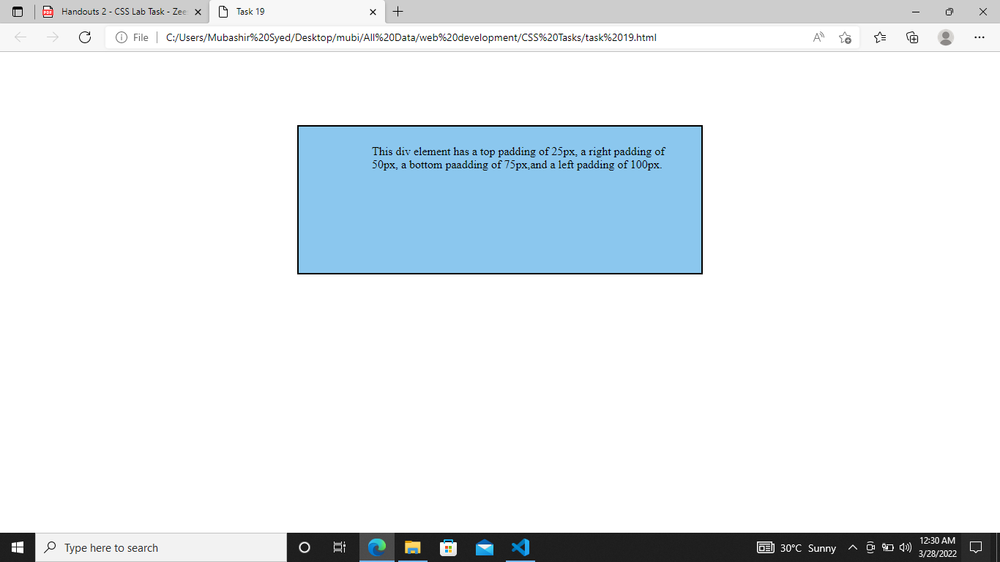 Handouts 2 - CSS Lab Task - Zee
Task 19
File
C:/Users/Mubashir%20Syed/Desktop/mubi/All%20Data/web%20development/CSS%20Tasks/task%2019.html
This div element has a top padding of 25px, a right padding of
50px, a bottom paadding of 75px,and a left padding of 100px.
Type here to search
30°C Sunny
12:30 AM
3/28/2022